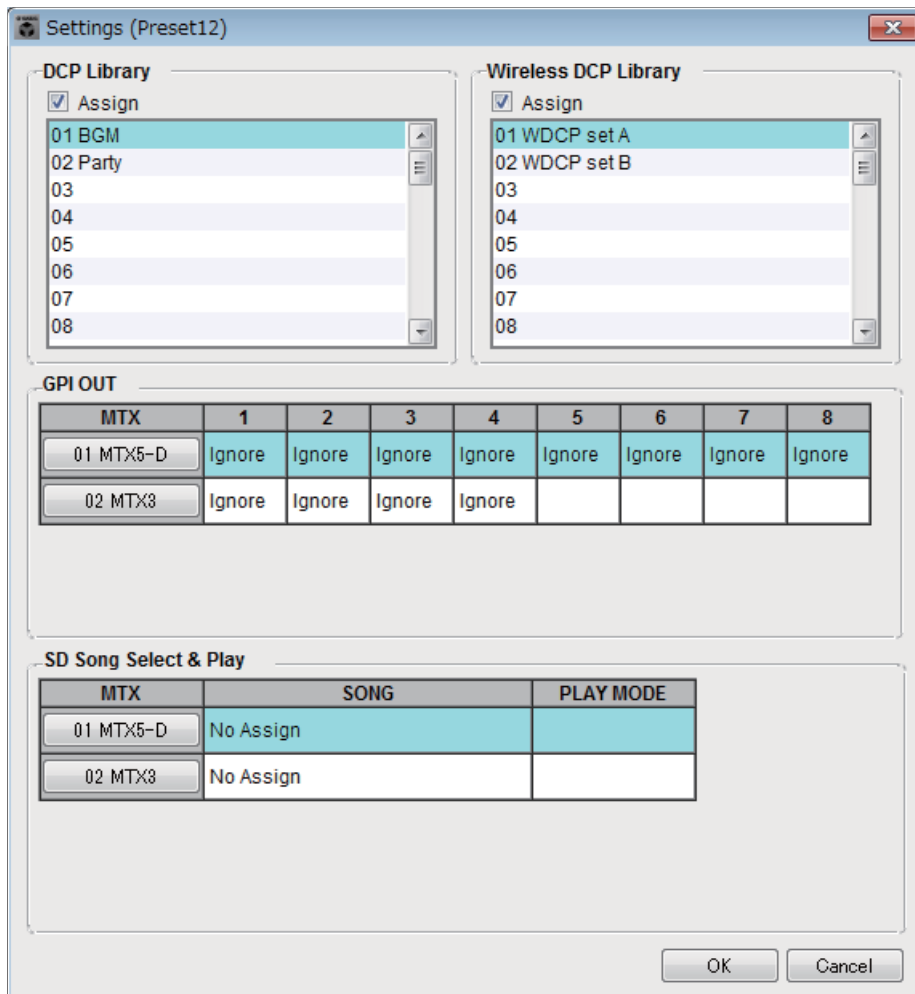 Settings (Preset12)
DCP Library
Assign
01 BGM
02 Party
03
04
05
06
07
08
Wireless DCP Library
Assign
01 WDCP set A
02 WDCP set B
03
04
05
06
07
08
GPI OUT
MTX 1 2 3 4 5 6 7 8
01 MTX5-D Ignore Ignore Ignore Ignore Ignore Ignore Ignore Ignore
02 MTX3 Ignore Ignore Ignore Ignore
SD Song Select & Play
MTX SONG PLAY MODE
01 MTX5-D No Assign
02 MTX3 No Assign
OK Cancel